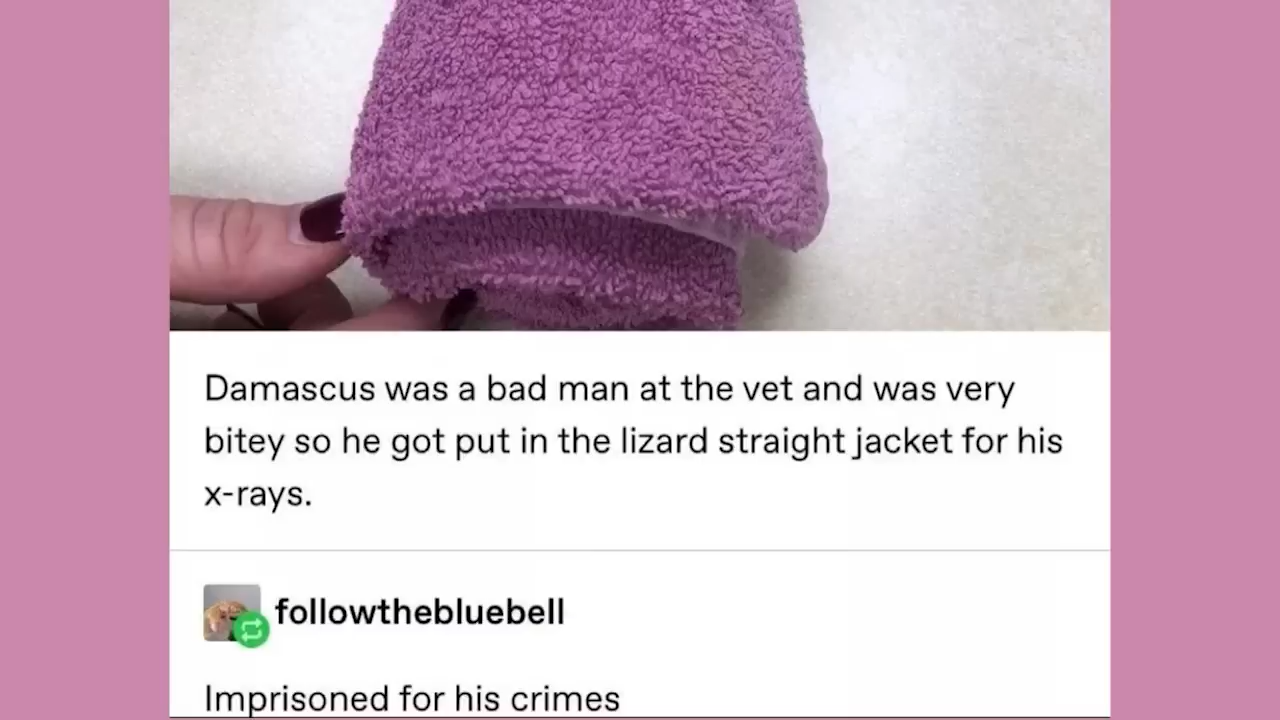 Damascus was a bad man at the vet and was very
bitey so he got put in the lizard straight jacket for his
x-rays.
followthebluebell
Imprisoned for his crimes